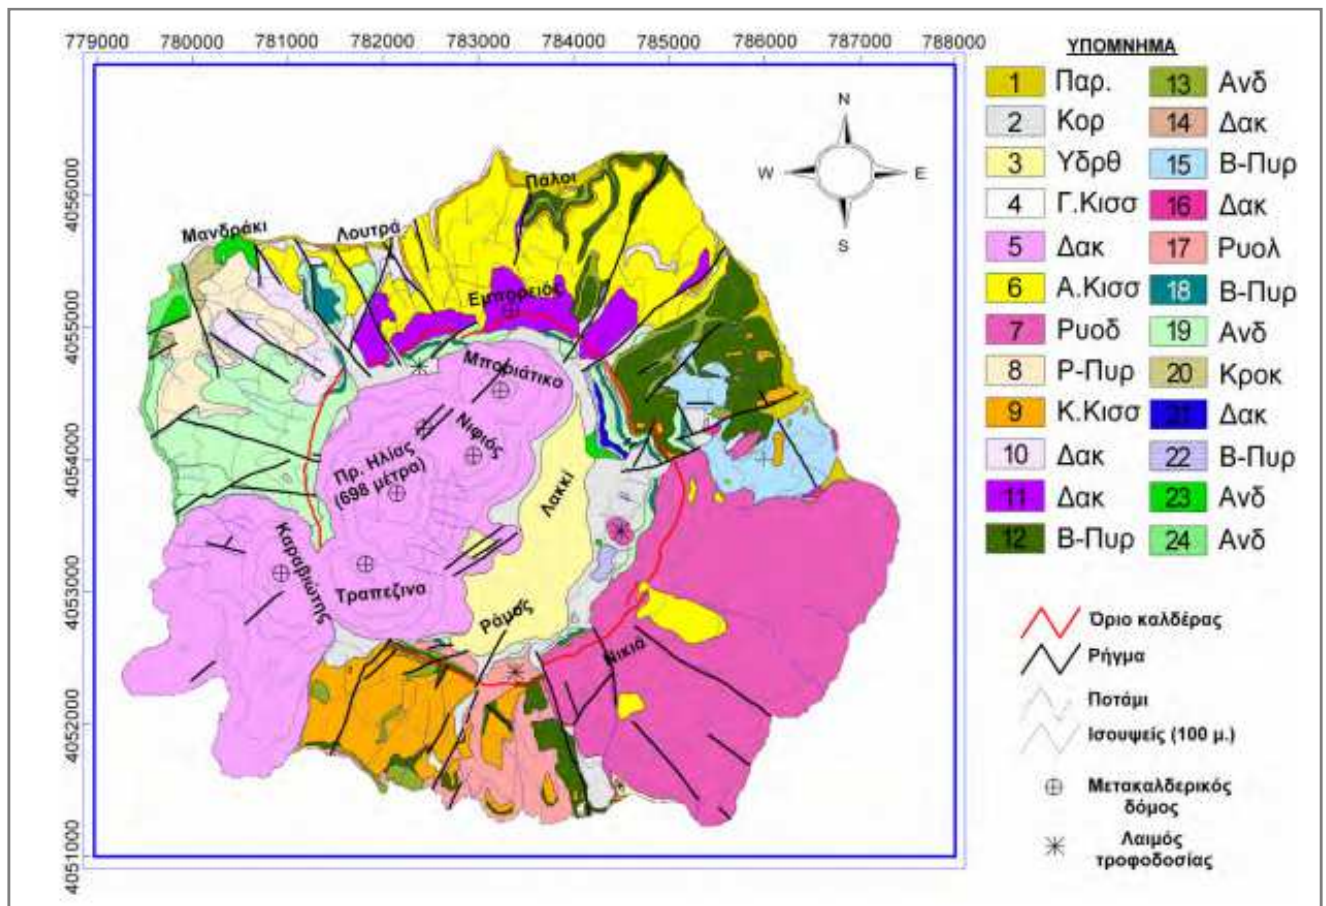 779000 780000 781000 782000 783000 784000 785000 786000 787000 788000
4056000
4055000
4054000
4053000
4052000
4051000
N
W
E
S
Πάλοι
Μανδράκι
Λουτρά
Εμπορειός
Μποριάτικο
Νιφιός
Πρ. Ηλίας
(698 μέτρα)
Λακκί
Καραβιώτης
Τραπεζινα
Ράμος
Νικιά
ΥΠΟΜΝΗΜΑ
1 Παρ.
2 Κορ
3 Υδρθ
4 Γ.Κισσ
5 Δακ
6 Α.Κισσ
7 Ρυοδ
8 Ρ-Πυρ
9 Κ.Κισσ
10 Δακ
11 Δακ
12 Β-Πυρ
13 Ανδ
14 Δακ
15 Β-Πυρ
16 Δακ
17 Ρυολ
18 Β-Πυρ
19 Ανδ
20 Κροκ
21 Δακ
22 Β-Πυρ
23 Ανδ
24 Ανδ
Όριο καλδέρας
Ρήγμα
Ποτάμι
Ισουψείς (100 μ.)
Μετακαλδερικός
δόμος
Λαιμός
τροφοδοσίας